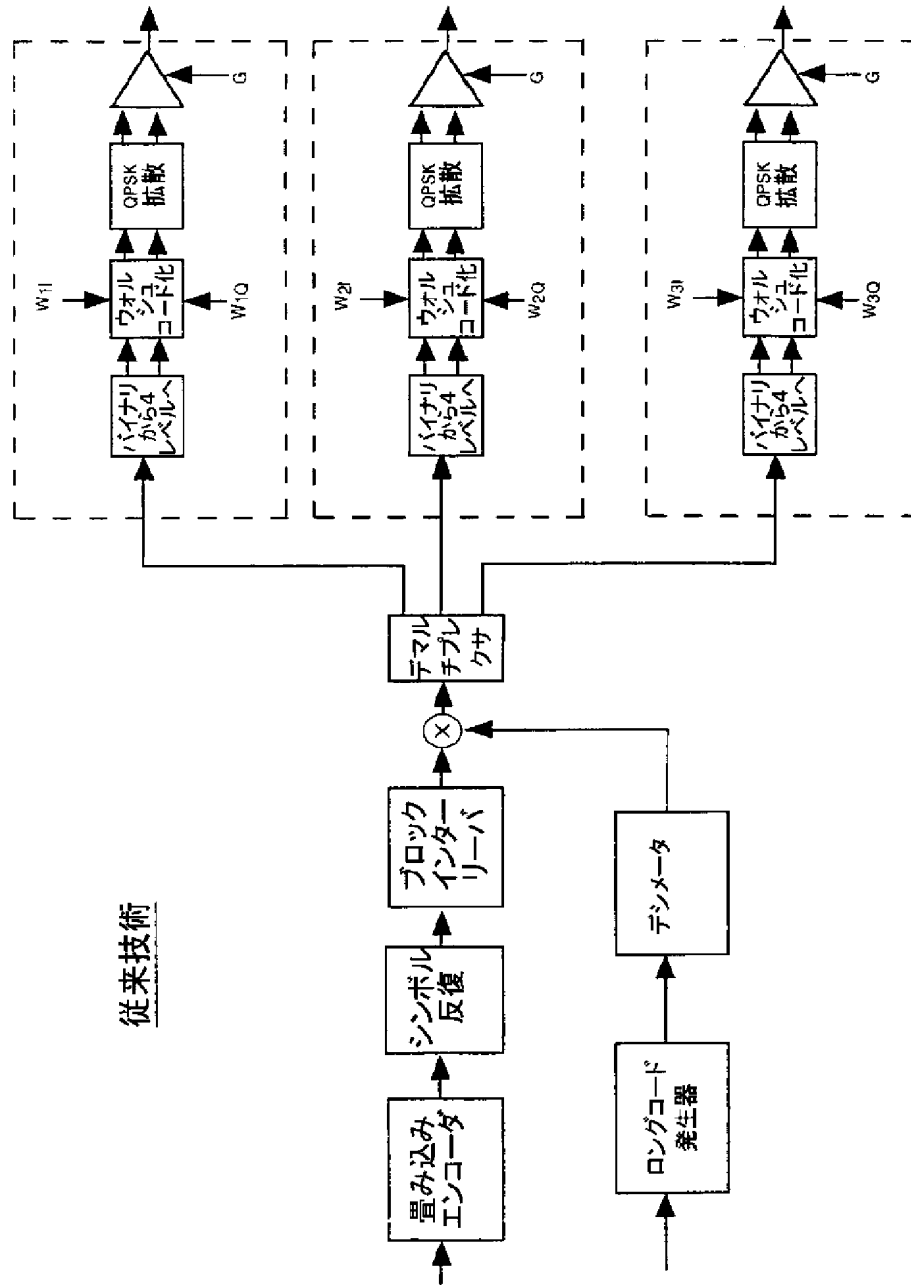 従来技術
畳み込み
エンコーダ
シンボル
反復
ブロック
インター
リーバ
X
ロングコード
発生器
デシメータ
デマル
チプレ
クサ
バイナリ
から4
レベルへ
W1I
ウォル
シュ
コード化
W1Q
QPSK
拡散
G
バイナリ
から4
レベルへ
W2I
ウォル
シュ
コード化
W2Q
QPSK
拡散
G
バイナリ
から4
レベルへ
W3I
ウォル
シュ
コード化
W3Q
QPSK
拡散
G